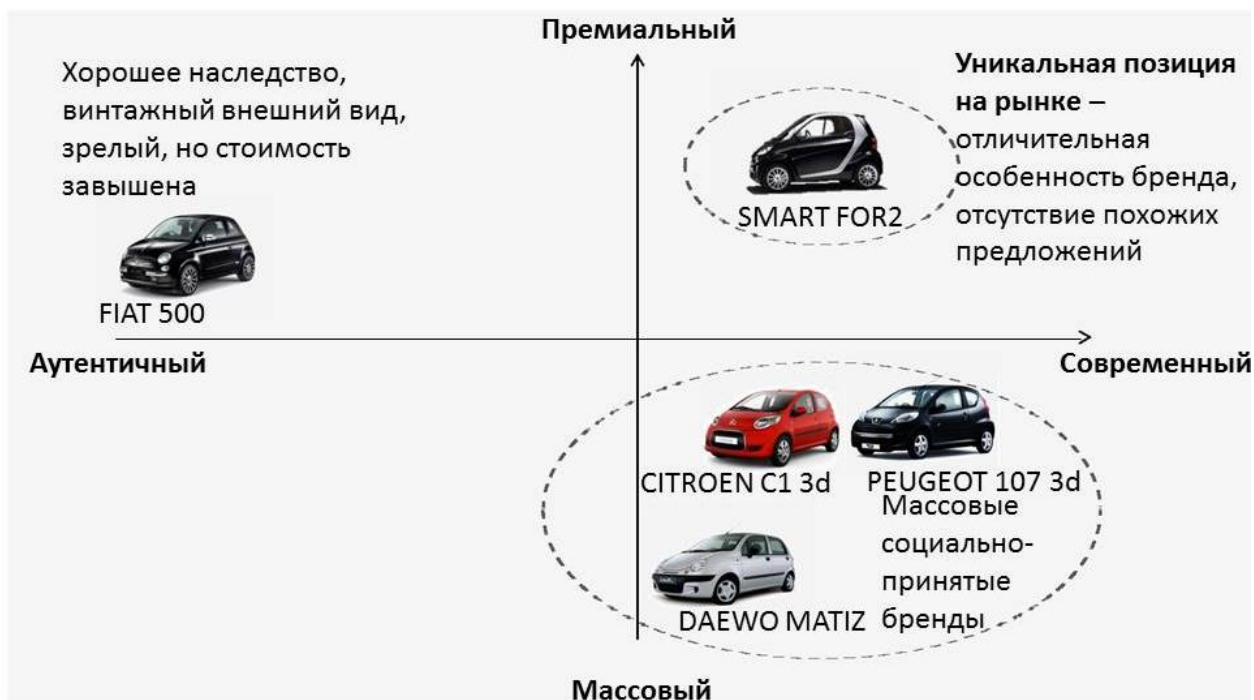 Премиальный
Хорошее наследство,
винтажный внешний вид,
зрелый, но стоимость
завышена
FIAT 500
SMART FOR2
Уникальная позиция
на рынке –
отличительная
особенность бренда,
отсутствие похожих
предложений
Аутентичный
Современный
CITROEN C1 3d
PEUGEOT 107 3d
DAEWO MATIZ
Массовые
социально-
принятые
бренды
Массовый